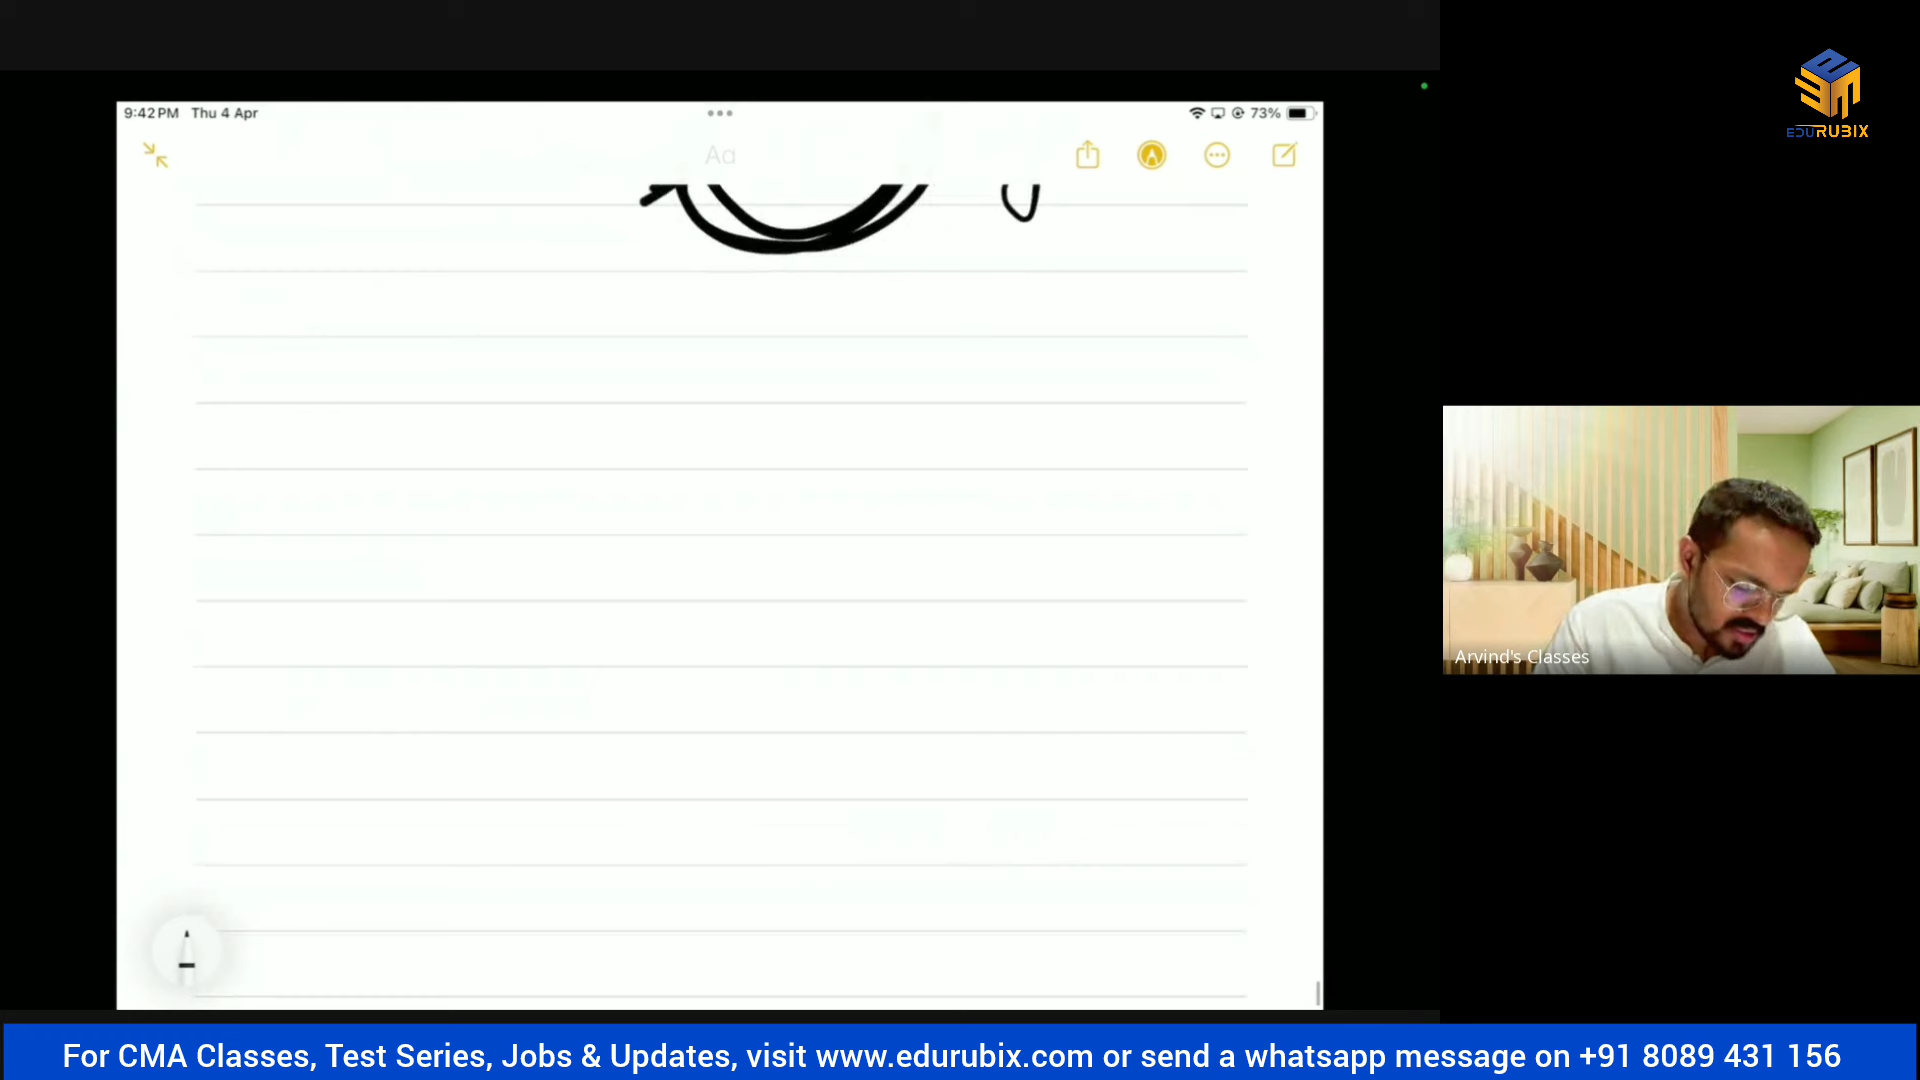 9:42 PM Thu 4 Apr
73%
Aa
EDURUBIX
Arvind's Classes
For CMA Classes, Test Series, Jobs & Updates, visit www.edurubix.com or send a whatsapp message on +91 8089 431 156